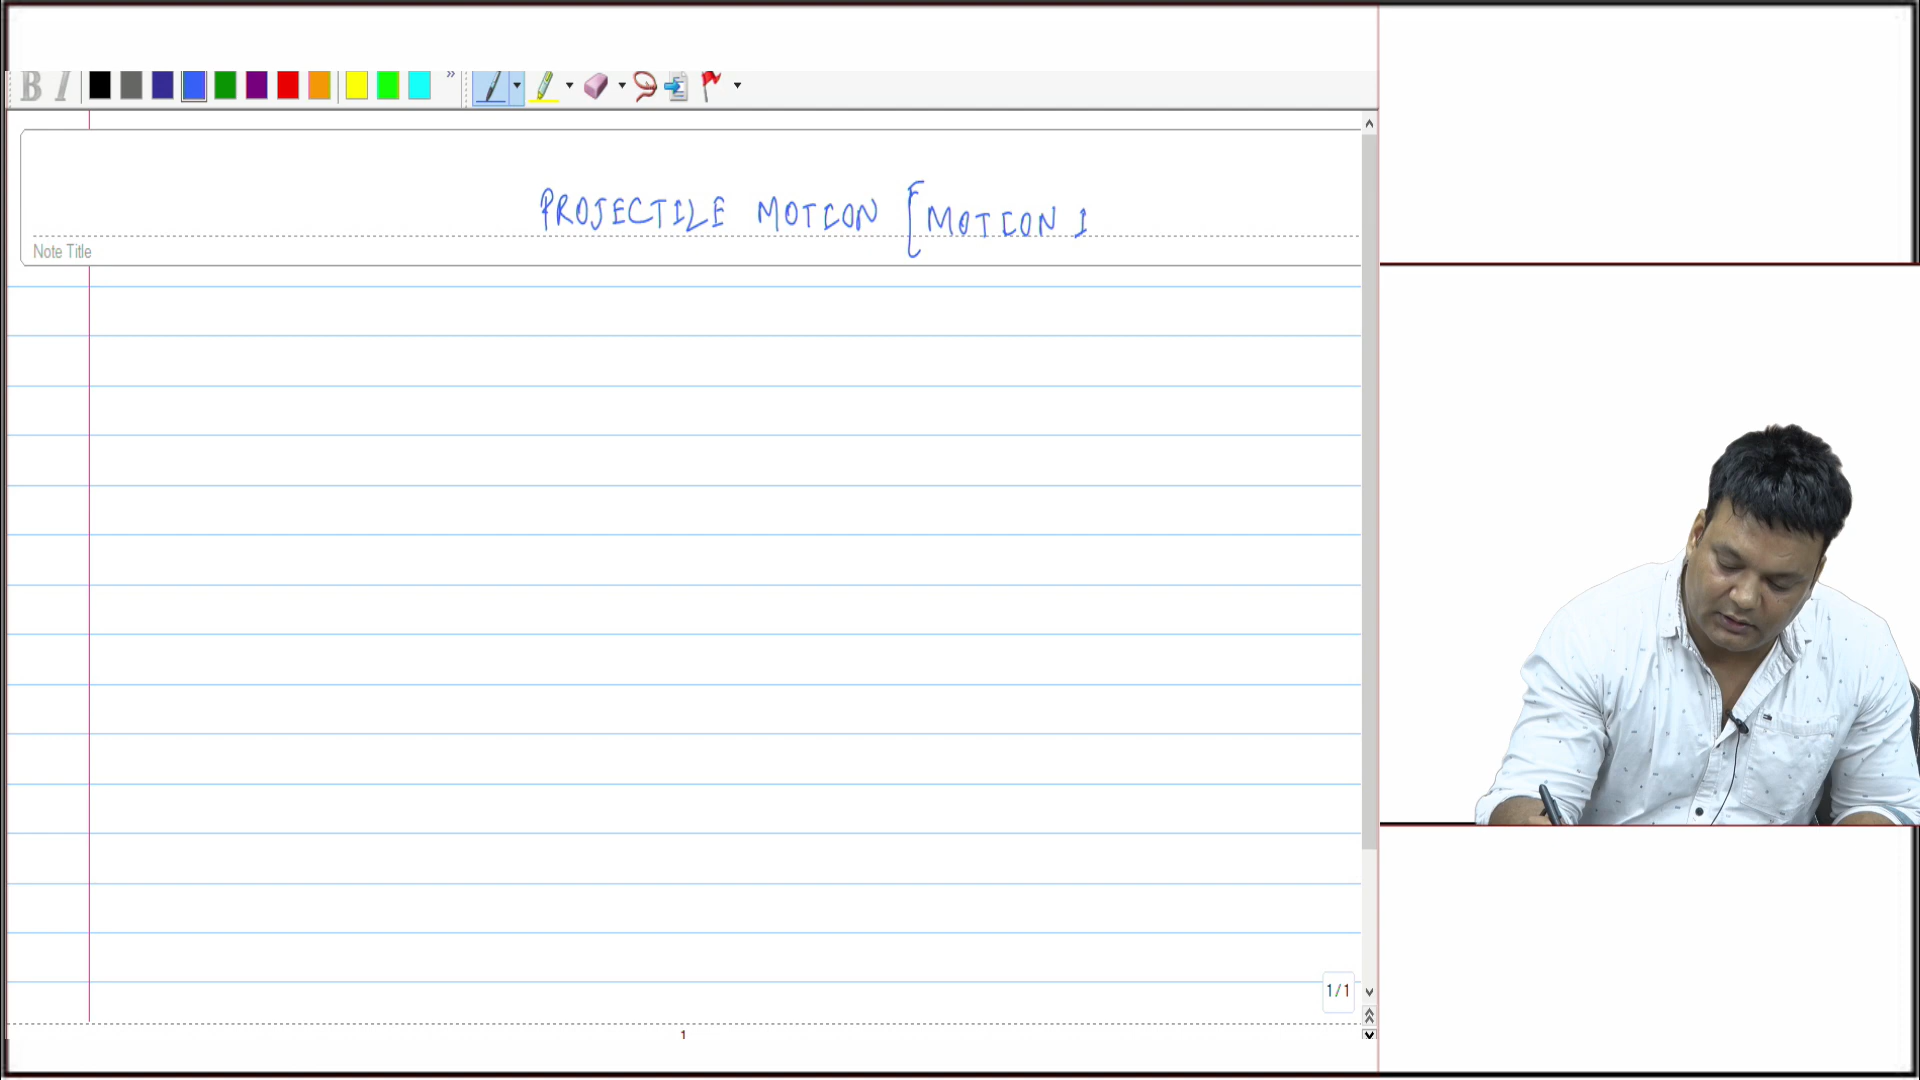 B I »
PROJECTILE MOTION [MOTION I
Note Title
1/1
1